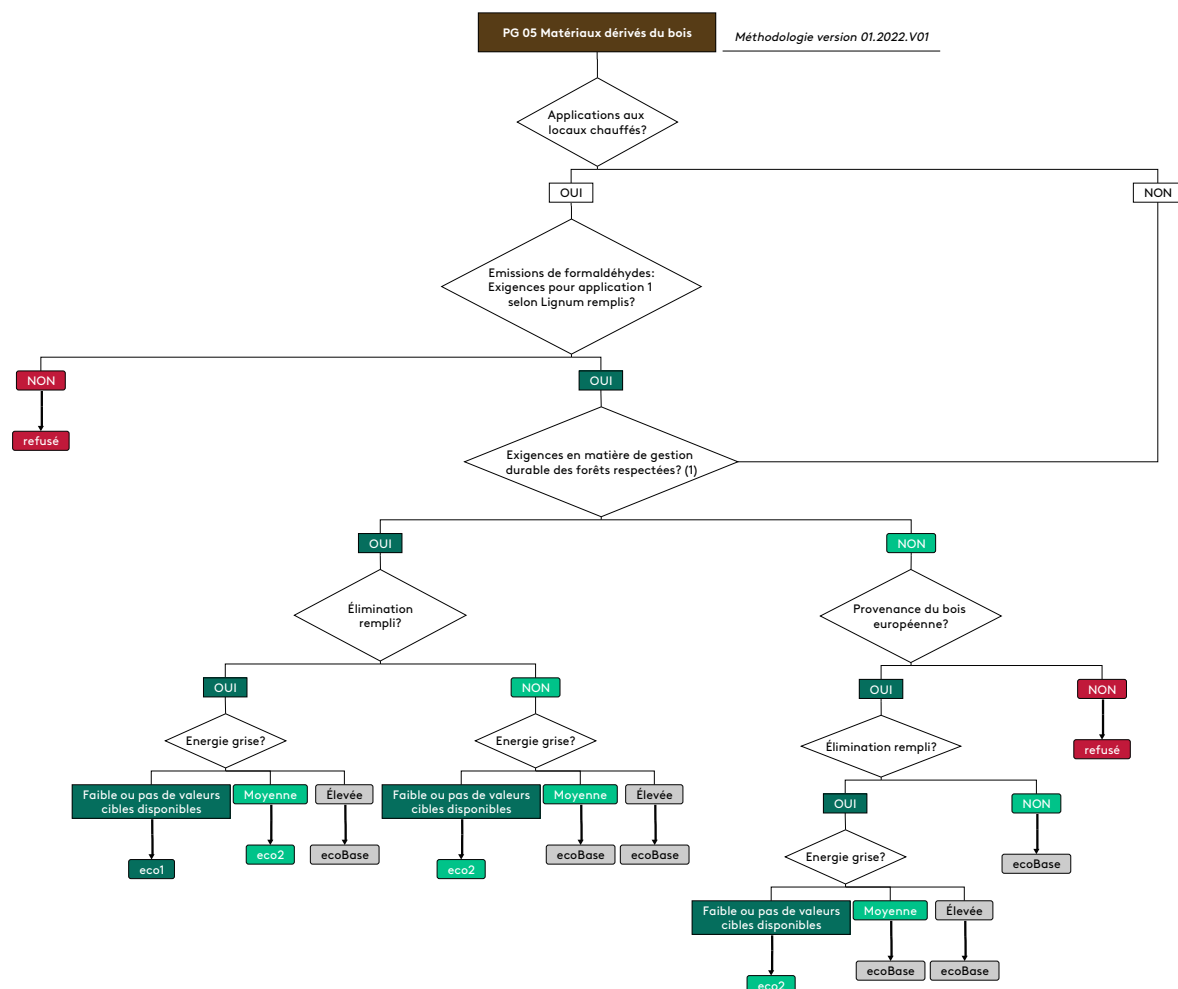 PG 05 Matériaux dérivés du bois
Méthodologie version 01.2022.V01
Applications aux
locaux chauffés?
OUI
NON
Emissions de formaldéhydes:
Exigences pour application 1
selon Lignum remplis?
NON
OUI
refusé
Exigences en matière de gestion
durable des forêts respectées? (1)
OUI
NON
Élimination
rempli?
Provenance du bois
européenne?
OUI
NON
OUI
NON
Energie grise?
Energie grise?
Élimination rempli?
refusé
Faible ou pas de valeurs
cibles disponibles
Moyenne
Élevée
Faible ou pas de valeurs
cibles disponibles
Moyenne
Élevée
OUI
NON
eco1
eco2
ecoBase
eco2
ecoBase
ecoBase
Energie grise?
ecoBase
Faible ou pas de valeurs
cibles disponibles
Moyenne
Élevée
eco2
ecoBase
ecoBase